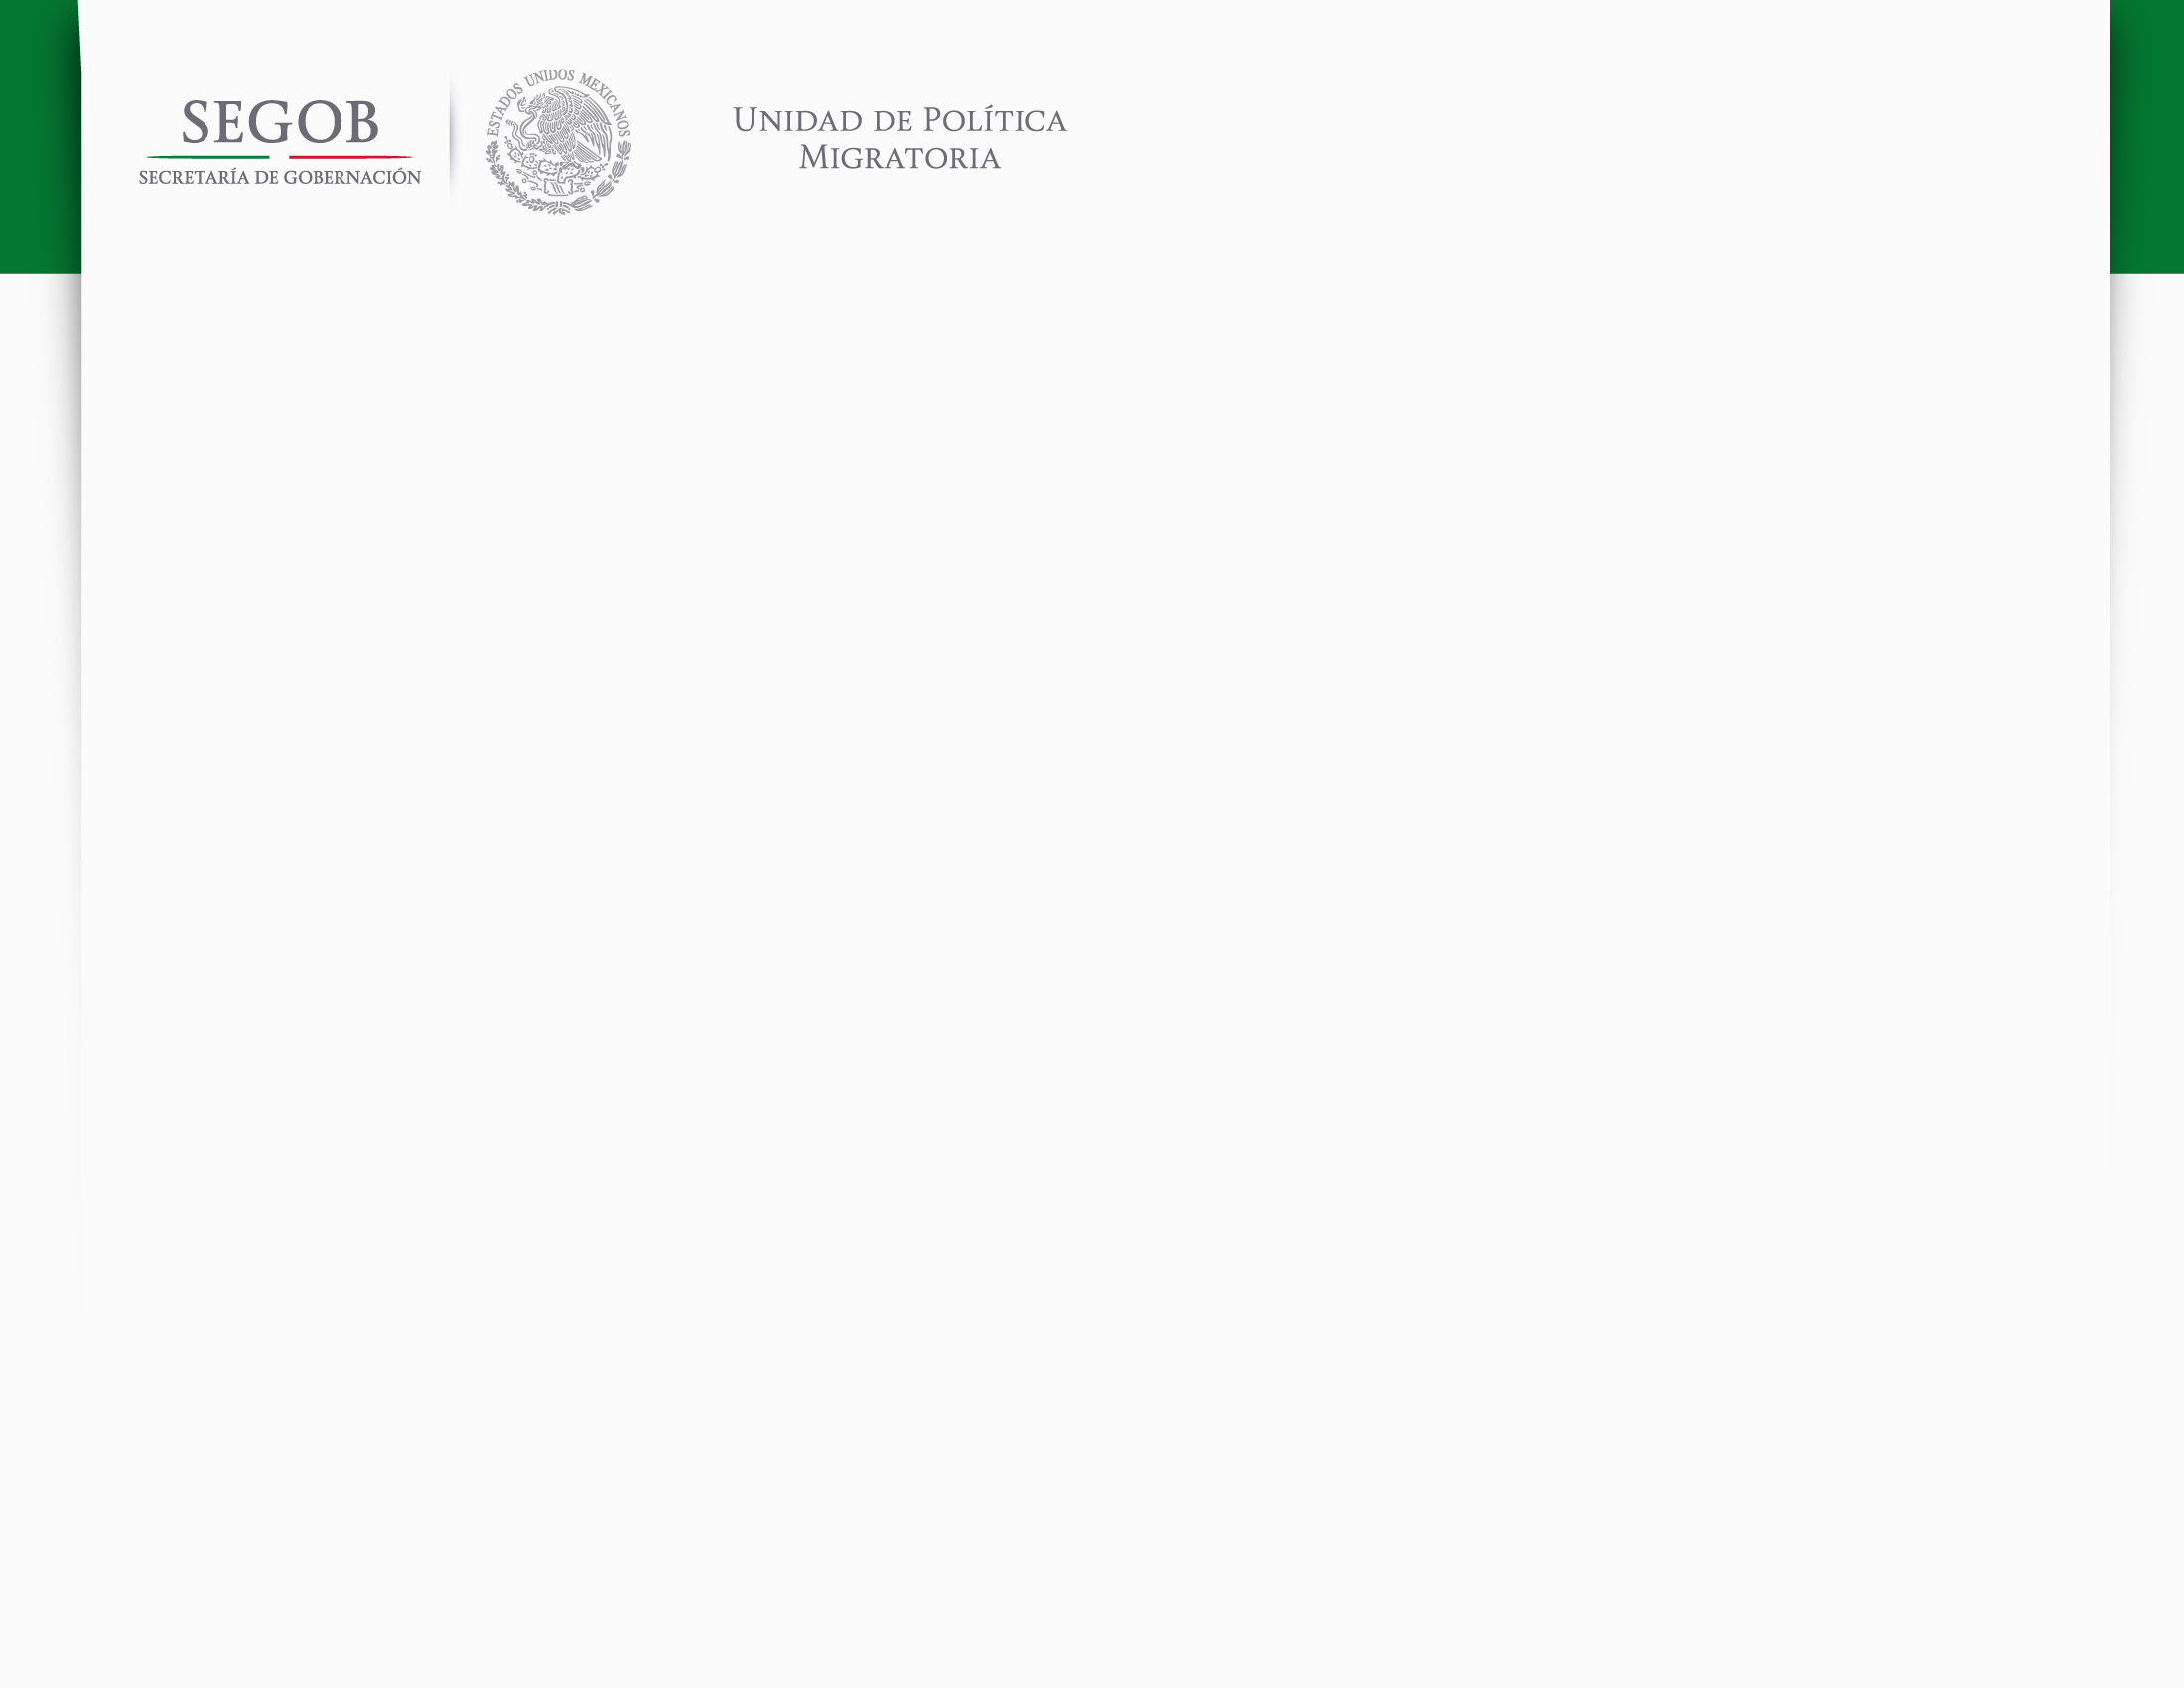 SEGOB
SECRETARÍA DE GOBERNACIÓN
ESTADOS UNIDOS MEXICANOS
UNIDAD DE POLÍTICA
MIGRATORIA